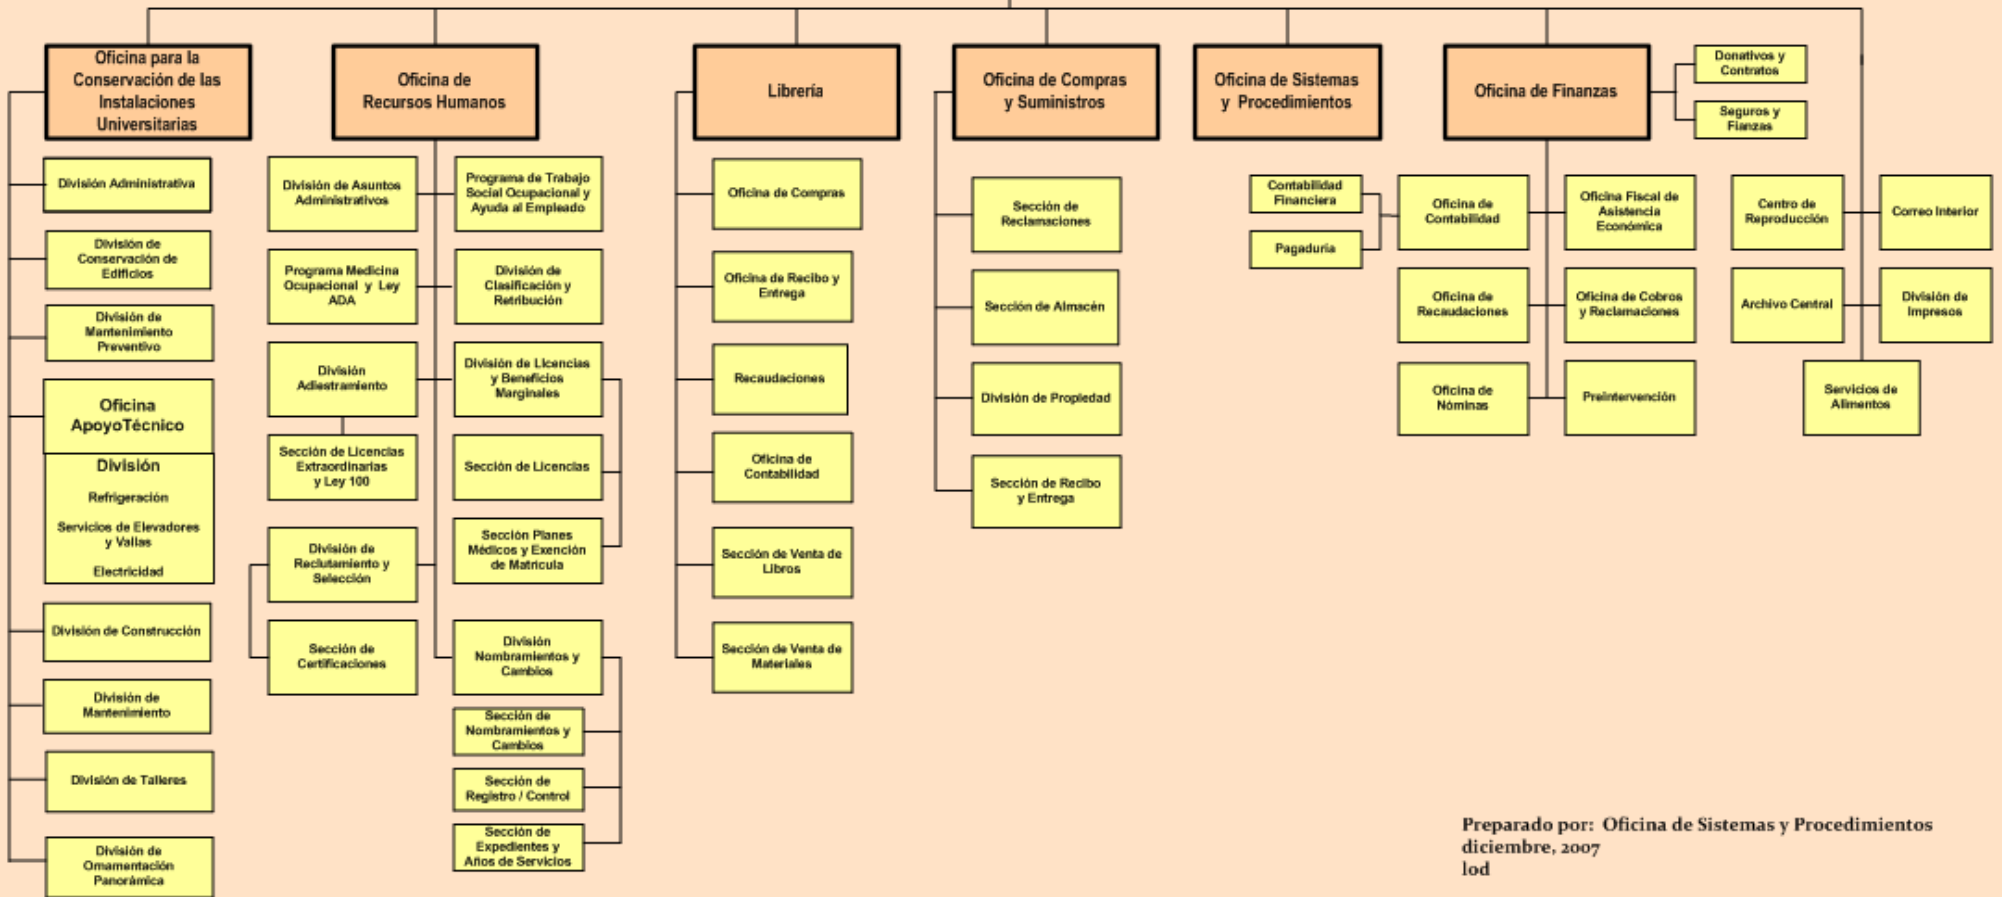 Oficina para la
Conservación de las
Instalaciones
Universitarias
División Administrativa
División de
Conservación de
Edificios
División de
Mantenimiento
Preventivo
Oficina
ApoyoTécnico
División
Refrigeración
Servicios de Elevadores
y Vallas
Electricidad
División de Construcción
División de
Mantenimiento
División de Talleres
División de
Ornamentación
Panorámica
Oficina de
Recursos Humanos
División de Asuntos
Administrativos
Programa de Trabajo
Social Ocupacional y
Ayuda al Empleado
Programa Medicina
Ocupacional y Ley
ADA
División de
Clasificación y
Retribución
División
Adiestramiento
División de Licencias
y Beneficios
Marginales
Sección de Licencias
Extraordinarias
y Ley 100
Sección de Licencias
División de
Reclutamiento y
Selección
Sección Planes
Médicos y Exención
de Matrícula
Sección de
Certificaciones
División
Nombramientos y
Cambios
Sección de
Nombramientos y
Cambios
Sección de
Registro / Control
Sección de
Expedientes y
Años de Servicios
Librería
Oficina de Compras
Oficina de Recibo y
Entrega
Recaudaciones
Oficina de
Contabilidad
Sección de Venta de
Libros
Sección de Venta de
Materiales
Oficina de Compras
y Suministros
Sección de
Reclamaciones
Sección de Almacén
División de Propiedad
Sección de Recibo
y Entrega
Oficina de Sistemas
y Procedimientos
Oficina de Finanzas
Donativos y
Contratos
Seguros y
Fianzas
Contabilidad
Financiera
Pagaduría
Oficina de
Contabilidad
Oficina Fiscal de
Asistencia
Económica
Oficina de
Recaudaciones
Oficina de Cobros
y Reclamaciones
Oficina de
Nóminas
Preintervención
Centro de
Reproducción
Correo Interior
Archivo Central
División de
Impresos
Servicios de
Alimentos
Preparado por: Oficina de Sistemas y Procedimientos
diciembre, 2007
lod